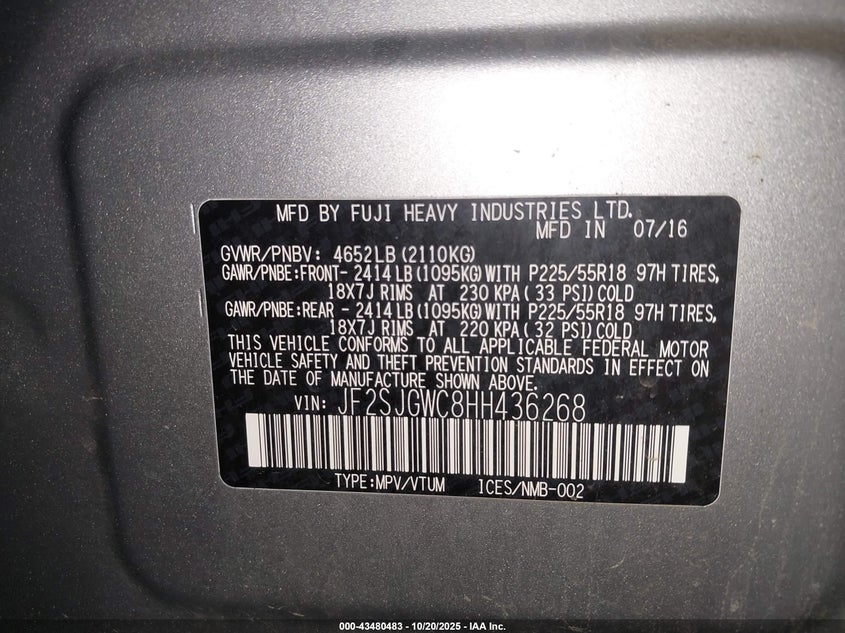 MFD BY FUJI HEAVY INDUSTRIES LTD.
MFD IN 07/16
GVWR/PNBV: 4652LB (2110KG)
GAWR/PNBE:FRONT- 2414 LB (1095KG) WITH P225/55R18 97H TIRES,
18X7J RIMS AT 230 KPA ( 33 PSI) COLD
GAWR/PNBE:REAR - 2414 LB (1095KG) WITH P225/55R18 97H TIRES,
18X7J RIMS AT 220 KPA ( 32 PSI) COLD
THIS VEHICLE CONFORMS TO ALL APPLICABLE FEDERAL MOTOR
VEHICLE SAFETY AND THEFT PREVENTION STANDARDS IN EFFECT ON
THE DATE OF MANUFACTURE SHOWN ABOVE.
VIN: JF2SJGWC8HH436268
TYPE:MPV/VTUM ICES/NMB-002
000-43480483 - 10/20/2025 - IAA Inc.